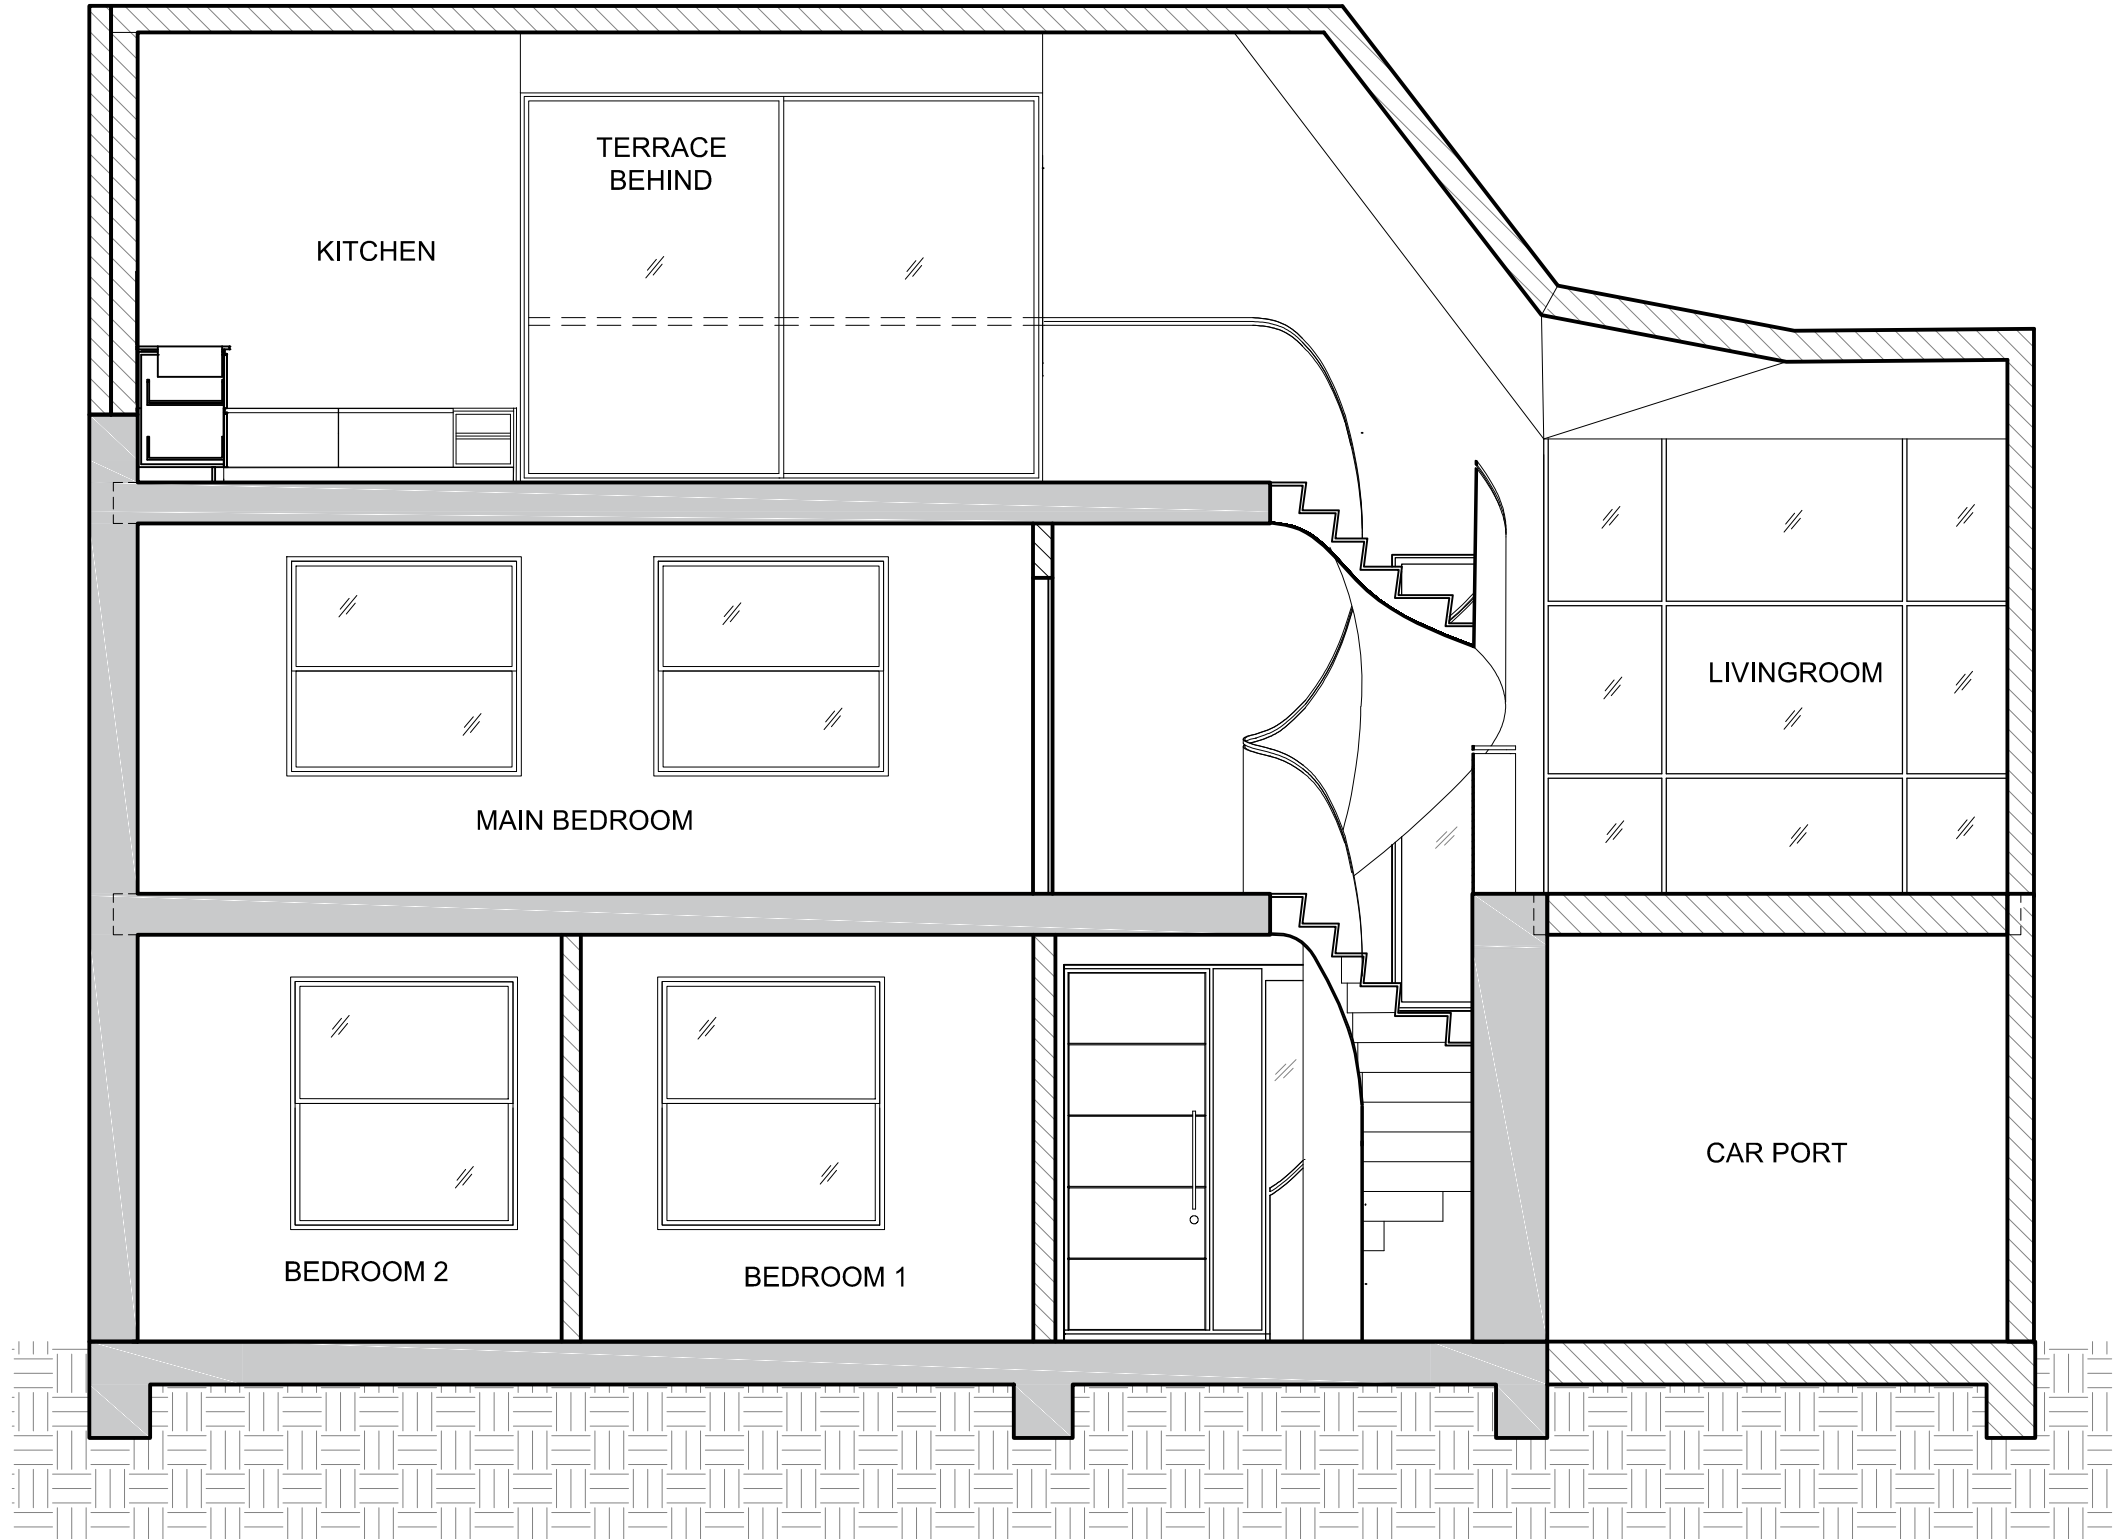 TERRACE
BEHIND
KITCHEN
LIVINGROOM
MAIN BEDROOM
CAR PORT
BEDROOM 2
BEDROOM 1